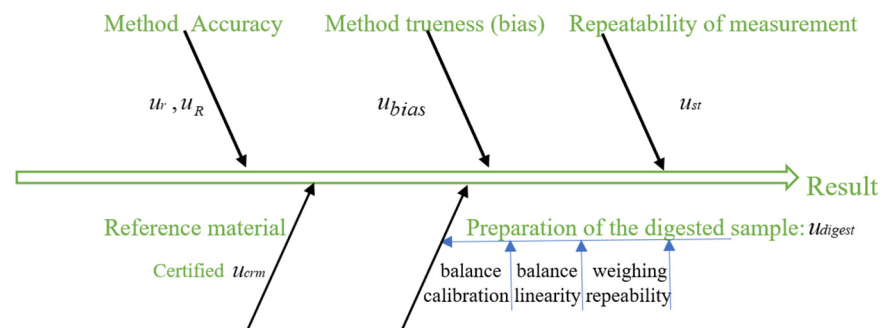 Method Accuracy
Method trueness (bias)
Repeatability of measurement
ur , uR
ubias
ust
Result
Reference material
Preparation of the digested sample: udigest
Certified ucrm
balance
calibration
balance
linearity
weighing
repeability